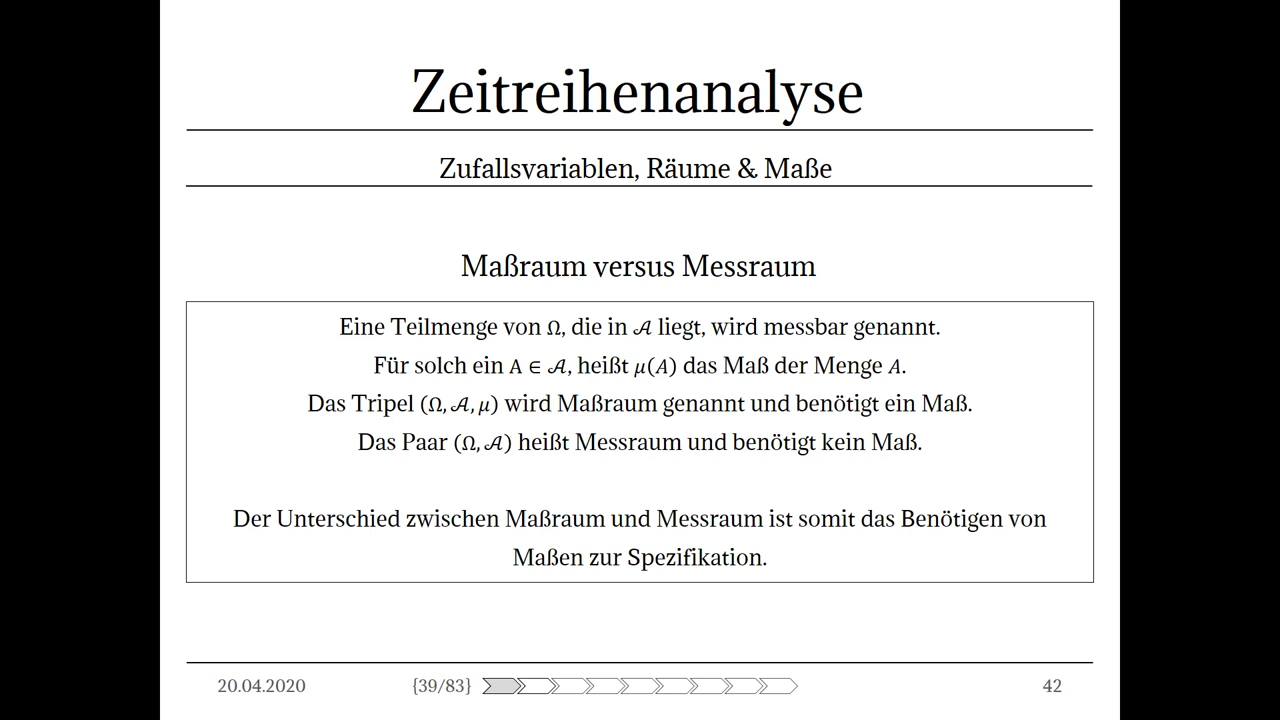 Zeitreihenanalyse
Zufallsvariablen, Räume & Maße
Maßraum versus Messraum
Eine Teilmenge von Ω, die in 𝒜 liegt, wird messbar genannt.
Für solch ein A ∈ 𝒜, heißt μ(A) das Maß der Menge A.
Das Tripel (Ω, 𝒜, μ) wird Maßraum genannt und benötigt ein Maß.
Das Paar (Ω, 𝒜) heißt Messraum und benötigt kein Maß.
Der Unterschied zwischen Maßraum und Messraum ist somit das Benötigen von
Maßen zur Spezifikation.
20.04.2020 {39/83} 42